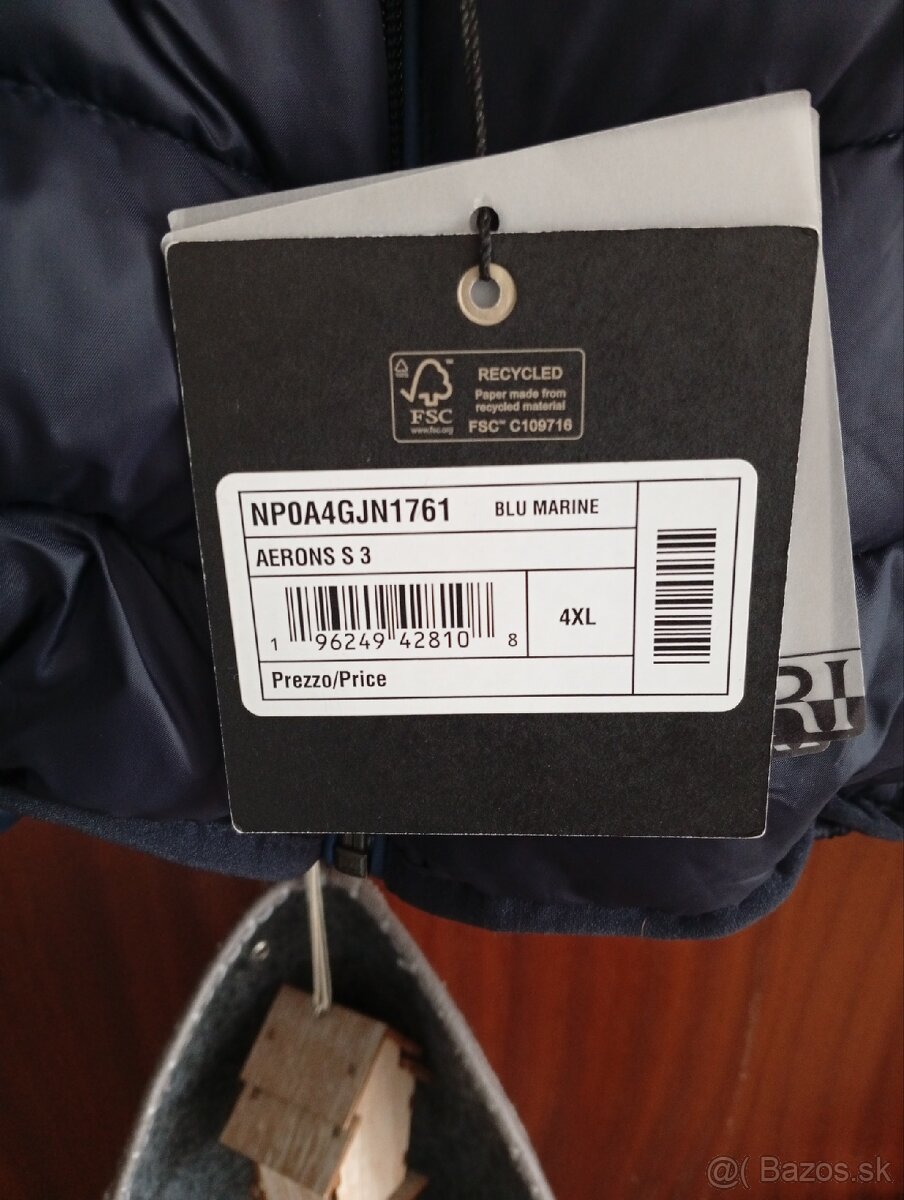 RECYCLED
Paper made from
recycled material
FSC™ C109716
FSC
www.fsc.org
NP0A4GJN1761 BLU MARINE
AERONS S 3
1 96249 42810 8
4XL
Prezzo/Price
RI
@( Bazos.sk